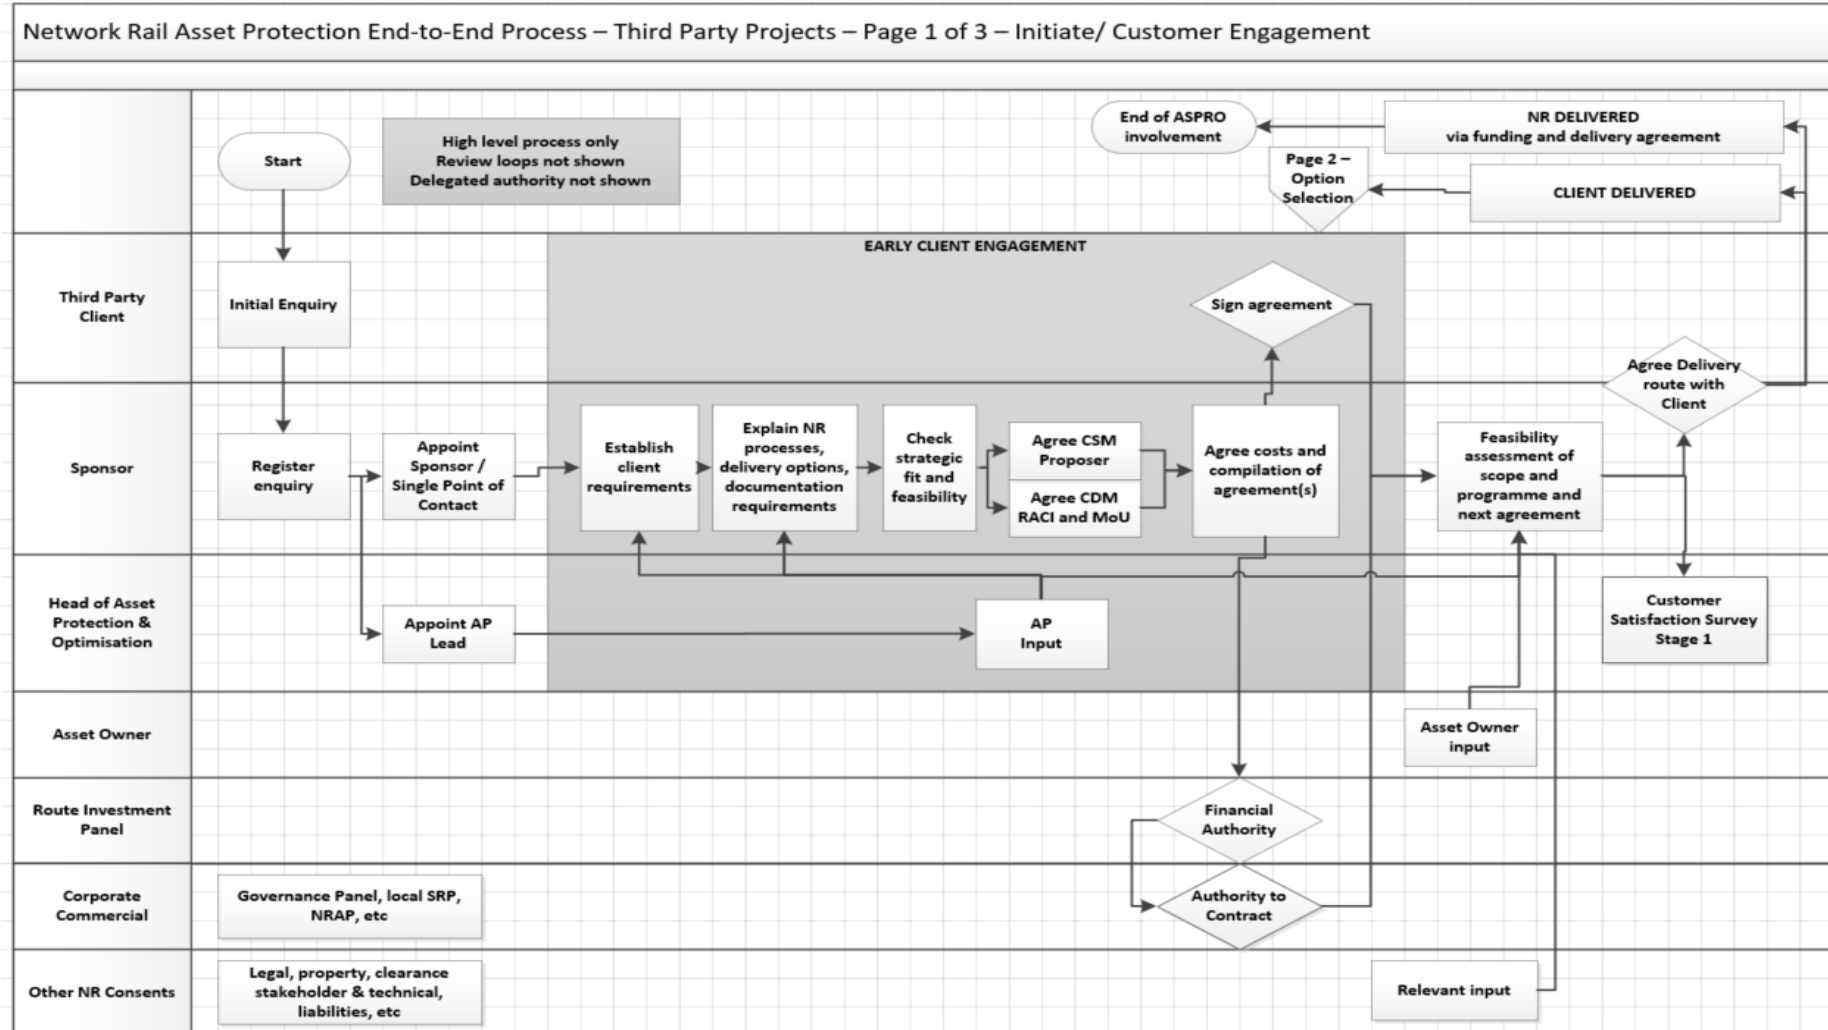 Network Rail Asset Protection End-to-End Process – Third Party Projects – Page 1 of 3 – Initiate/ Customer Engagement
Start
High level process only
Review loops not shown
Delegated authority not shown
End of ASPRO
involvement
NR DELIVERED
via funding and delivery agreement
Page 2 –
Option
Selection
CLIENT DELIVERED
Third Party
Client
Initial Enquiry
EARLY CLIENT ENGAGEMENT
Sign agreement
Agree Delivery
route with
Client
Sponsor
Register
enquiry
Appoint
Sponsor /
Single Point of
Contact
Establish
client
requirements
Explain NR
processes,
delivery options,
documentation
requirements
Check
strategic
fit and
feasibility
Agree CSM
Proposer
Agree CDM
RACI and MoU
Agree costs and
compilation of
agreement(s)
Feasibility
assessment of
scope and
programme and
next agreement
Head of Asset
Protection &
Optimisation
Appoint AP
Lead
AP
Input
Customer
Satisfaction Survey
Stage 1
Asset Owner
Asset Owner
input
Route Investment
Panel
Financial
Authority
Corporate
Commercial
Governance Panel, local SRP,
NRAP, etc
Authority to
Contract
Other NR Consents
Legal, property, clearance
stakeholder & technical,
liabilities, etc
Relevant input